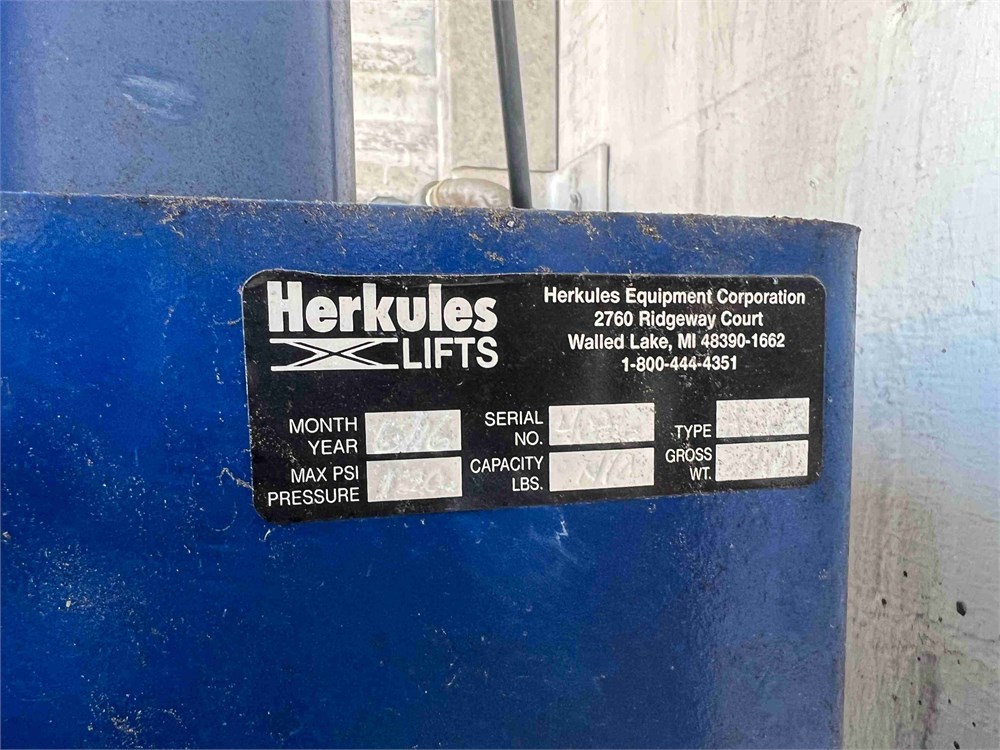 Herkules
LIFTS
Herkules Equipment Corporation
2760 Ridgeway Court
Walled Lake, MI 48390-1662
1-800-444-4351
MONTH
YEAR
SERIAL
NO.
TYPE
MAX PSI
PRESSURE
CAPACITY
LBS.
GROSS
WT.